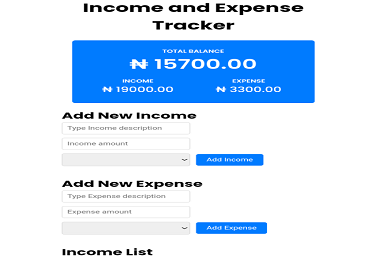 Income and Expense
Tracker
TOTAL BALANCE
₦ 15700.00
INCOME EXPENSE
₦ 19000.00 ₦ 3300.00
Add New Income
Type Income description
Income amount
Add Income
Add New Expense
Type Expense description
Expense amount
Add Expense
Income List